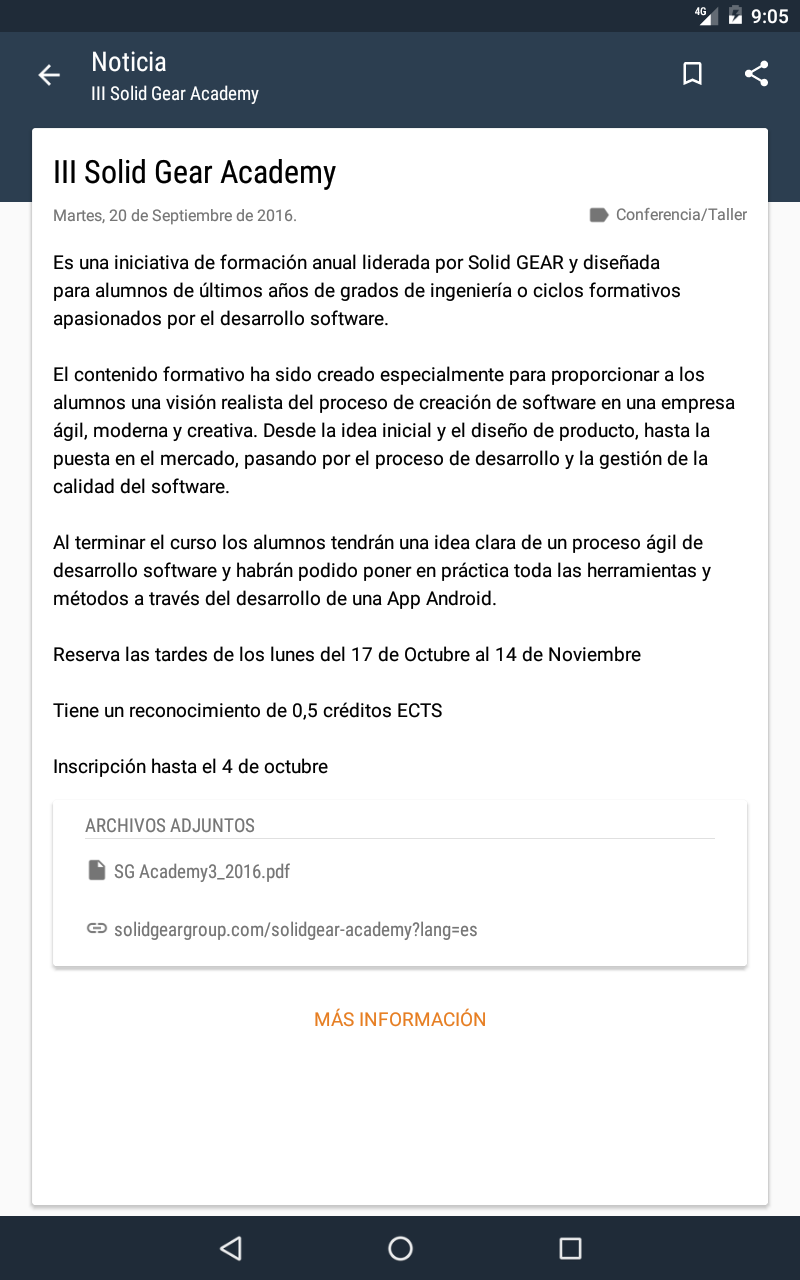 4G 9:05
Noticia
III Solid Gear Academy
III Solid Gear Academy
Martes, 20 de Septiembre de 2016. Conferencia/Taller
Es una iniciativa de formación anual liderada por Solid GEAR y diseñada
para alumnos de últimos años de grados de ingeniería o ciclos formativos
apasionados por el desarrollo software.
El contenido formativo ha sido creado especialmente para proporcionar a los
alumnos una visión realista del proceso de creación de software en una empresa
ágil, moderna y creativa. Desde la idea inicial y el diseño de producto, hasta la
puesta en el mercado, pasando por el proceso de desarrollo y la gestión de la
calidad del software.
Al terminar el curso los alumnos tendrán una idea clara de un proceso ágil de
desarrollo software y habrán podido poner en práctica toda las herramientas y
métodos a través del desarrollo de una App Android.
Reserva las tardes de los lunes del 17 de Octubre al 14 de Noviembre
Tiene un reconocimiento de 0,5 créditos ECTS
Inscripción hasta el 4 de octubre
ARCHIVOS ADJUNTOS
SG Academy3_2016.pdf
solidgeargroup.com/solidgear-academy?lang=es
MÁS INFORMACIÓN